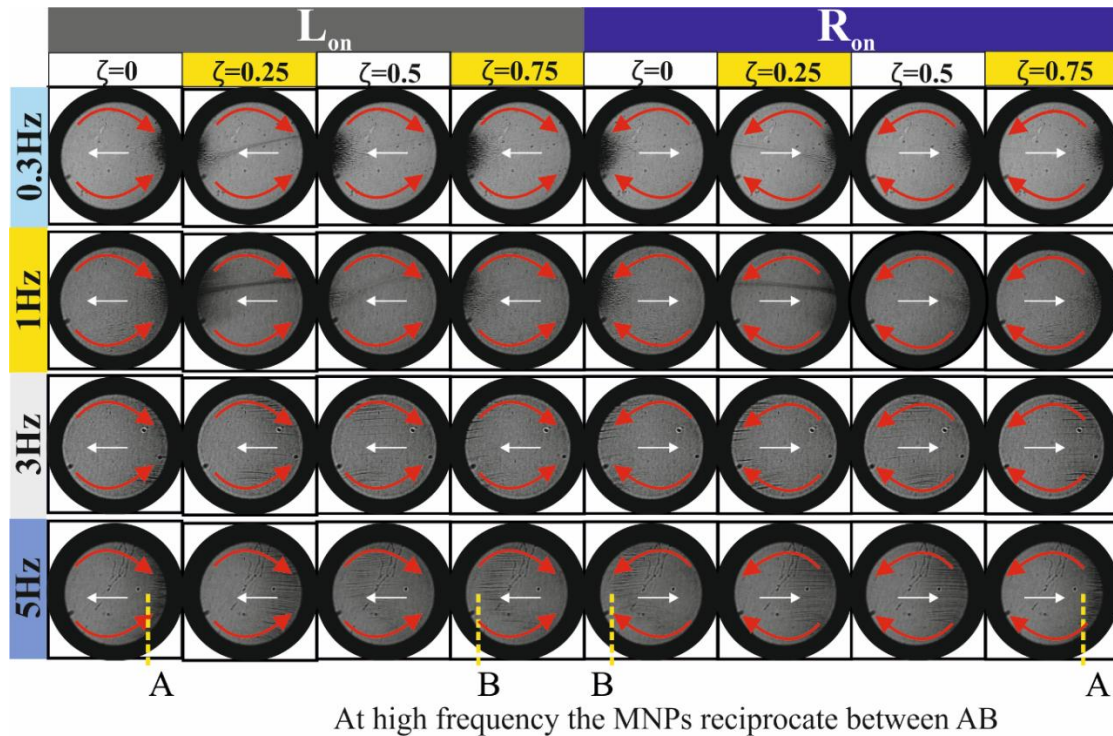 Lon Ron
ζ=0 ζ=0.25 ζ=0.5 ζ=0.75 ζ=0 ζ=0.25 ζ=0.5 ζ=0.75
0.3Hz
1Hz
3Hz
5Hz
A B B A
At high frequency the MNPs reciprocate between AB